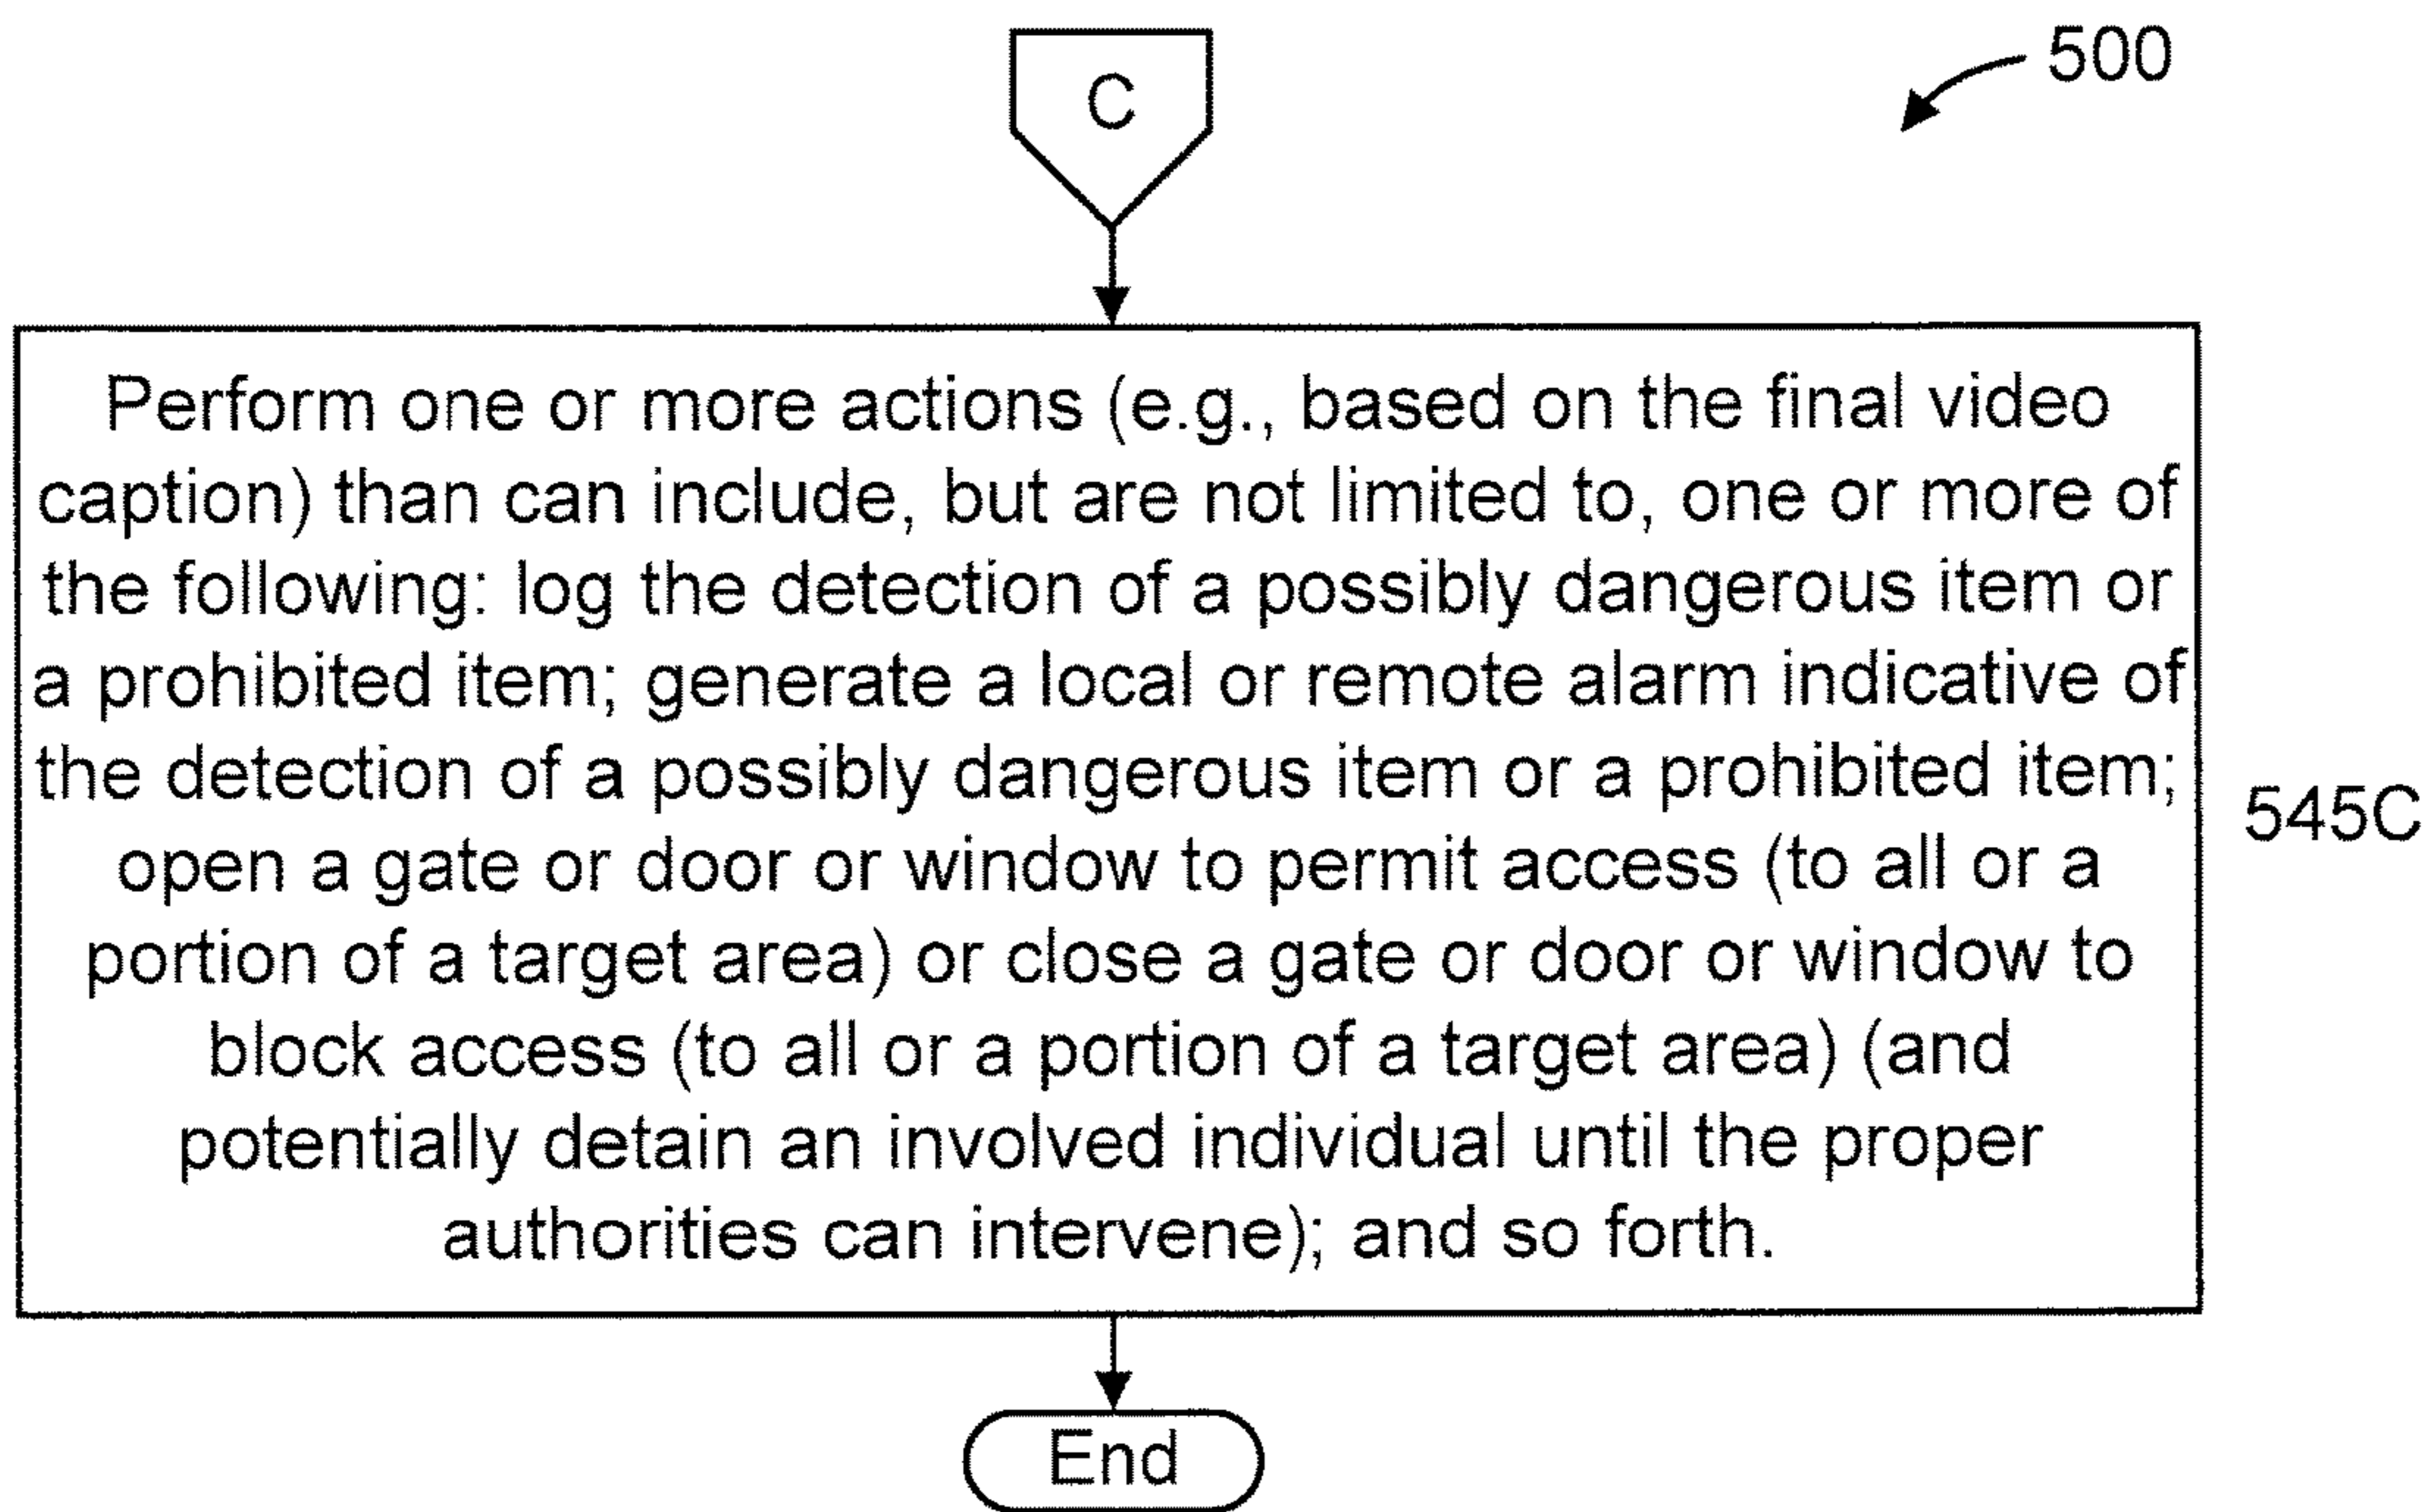 C
500
Perform one or more actions (e.g., based on the final video
caption) than can include, but are not limited to, one or more of
the following: log the detection of a possibly dangerous item or
a prohibited item; generate a local or remote alarm indicative of
the detection of a possibly dangerous item or a prohibited item;
open a gate or door or window to permit access (to all or a
portion of a target area) or close a gate or door or window to
block access (to all or a portion of a target area) (and
potentially detain an involved individual until the proper
authorities can intervene); and so forth.
545C
End